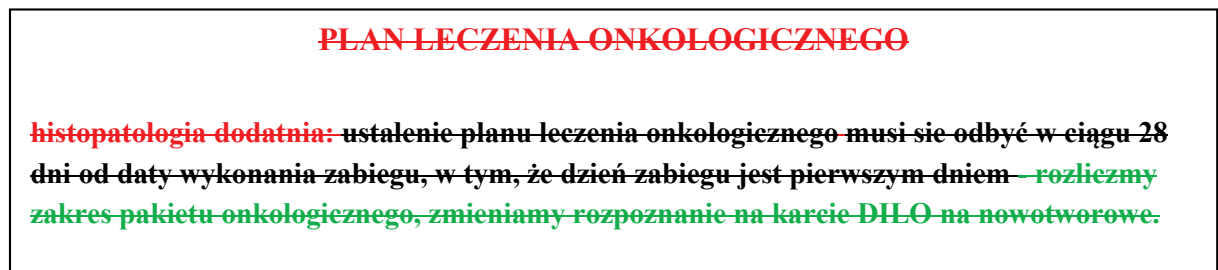 PLAN LECZENIA ONKOLOGICZNEGO
histopatologia dodatnia: ustalenie planu leczenia onkologicznego musi sie odbyć w ciągu 28
dni od daty wykonania zabiegu, w tym, że dzień zabiegu jest pierwszym dniem - rozliczmy
zakres pakietu onkologicznego, zmieniamy rozpoznanie na karcie DILO na nowotworowe.